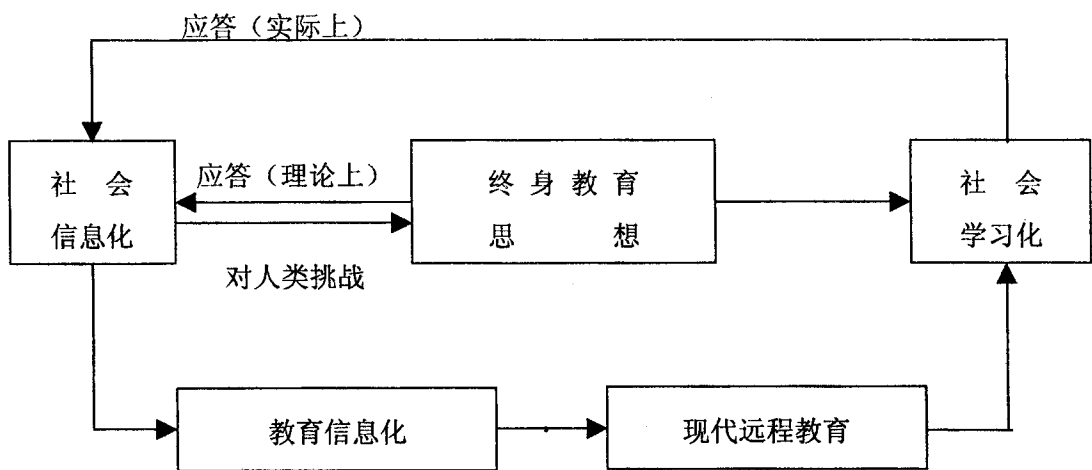 应答（实际上）
社 会
信息化
应答（理论上）
对人类挑战
终 身 教 育
思 想
社 会
学习化
教育信息化
现代远程教育